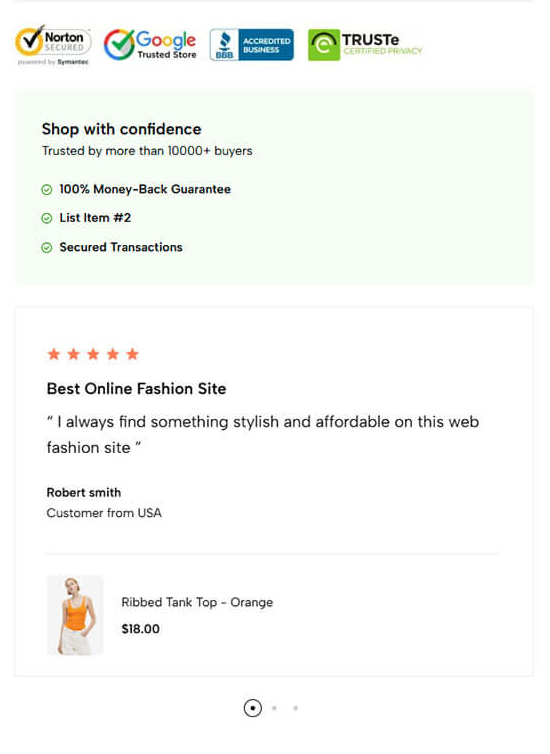 Norton
SECURED
powered by Symantec
Google
Trusted Store
BBB
ACCREDITED
BUSINESS
TRUSTe
CERTIFIED PRIVACY
Shop with confidence
Trusted by more than 10000+ buyers
100% Money-Back Guarantee
List Item #2
Secured Transactions
Best Online Fashion Site
“ I always find something stylish and affordable on this web
fashion site ”
Robert smith
Customer from USA
Ribbed Tank Top - Orange
$18.00